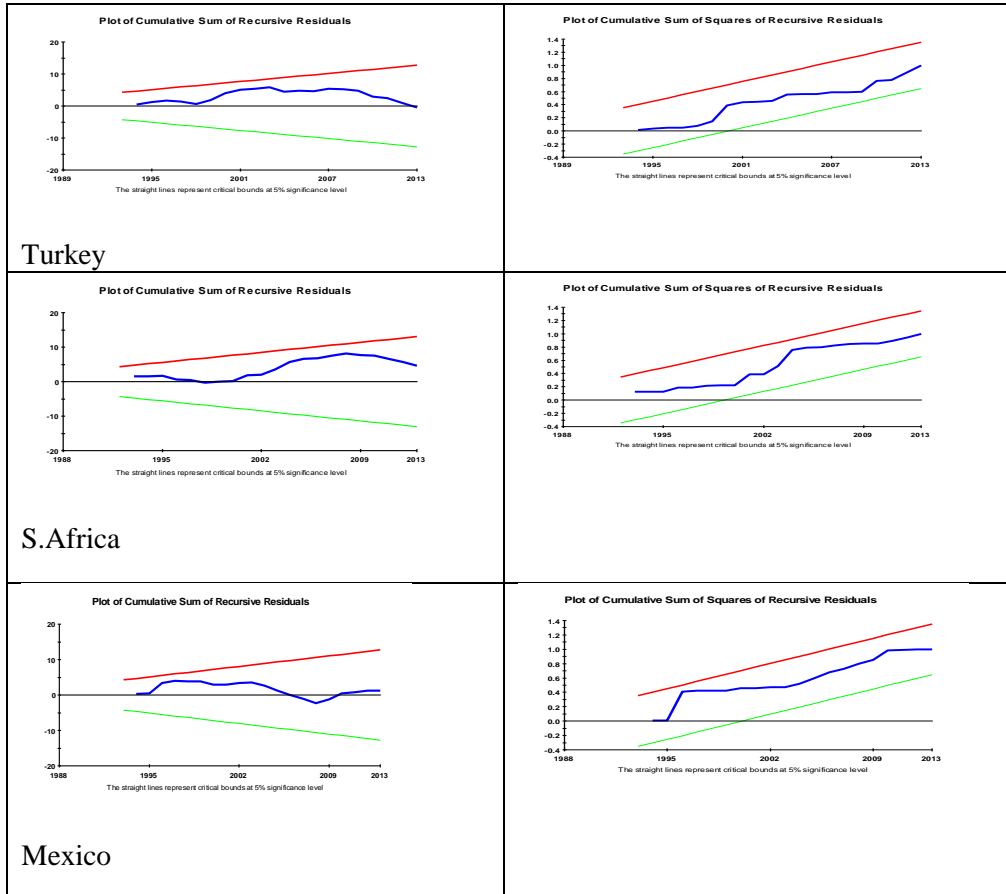 Plot of Cumulative Sum of Recursive Residuals
20
10
0
-10
-20
1989 1995 2001 2007 2013
The straight lines represent critical bounds at 5% significance level
Turkey
Plot of Cumulative Sum of Squares of Recursive Residuals
1.4
1.2
1.0
0.8
0.6
0.4
0.2
0.0
-0.2
-0.4
1989 1995 2001 2007 2013
The straight lines represent critical bounds at 5% significance level
Plot of Cumulative Sum of Recursive Residuals
20
10
0
-10
-20
1988 1995 2002 2009 2013
The straight lines represent critical bounds at 5% significance level
S.Africa
Plot of Cumulative Sum of Squares of Recursive Residuals
1.4
1.2
1.0
0.8
0.6
0.4
0.2
0.0
-0.2
-0.4
1988 1995 2002 2009 2013
The straight lines represent critical bounds at 5% significance level
Plot of Cumulative Sum of Recursive Residuals
20
10
0
-10
-20
1988 1995 2002 2009 2013
The straight lines represent critical bounds at 5% significance level
Mexico
Plot of Cumulative Sum of Squares of Recursive Residuals
1.4
1.2
1.0
0.8
0.6
0.4
0.2
0.0
-0.2
-0.4
1988 1995 2002 2009 2013
The straight lines represent critical bounds at 5% significance level